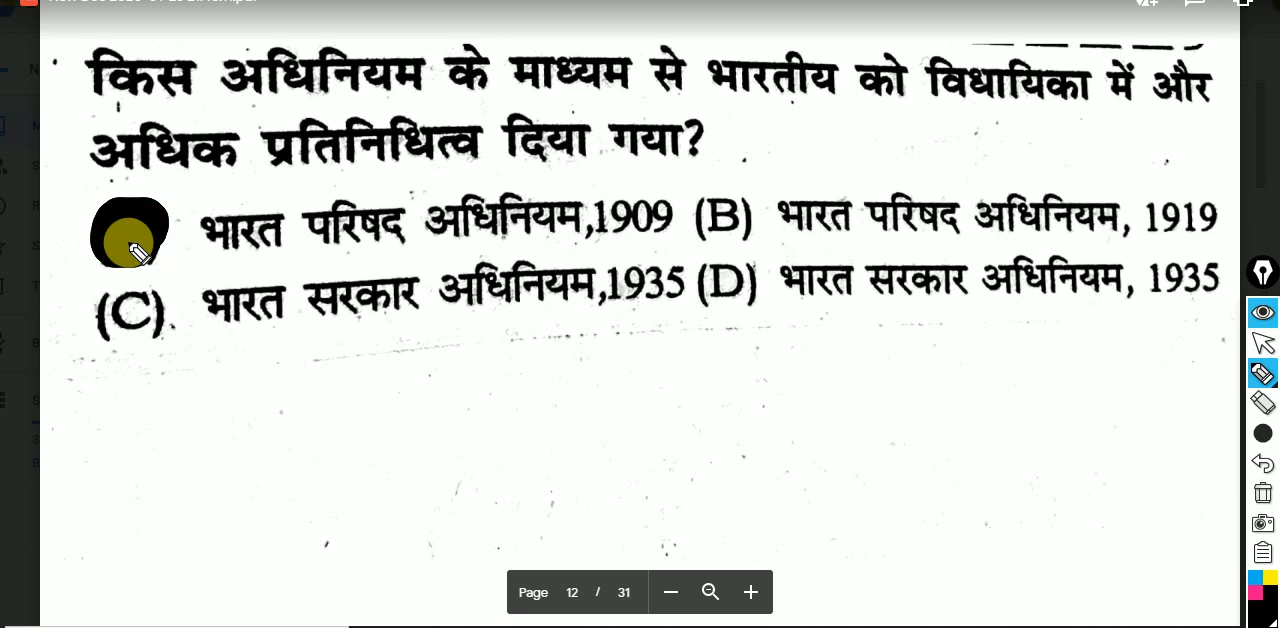 किस अधिनियम के माध्यम से भारतीय को विधायिका में और
अधिक प्रतिनिधित्व दिया गया?
भारत परिषद अधिनियम,1909 (B) भारत परिषद अधिनियम, 1919
(C). भारत सरकार अधिनियम,1935 (D) भारत सरकार अधिनियम, 1935
Page 12 / 31